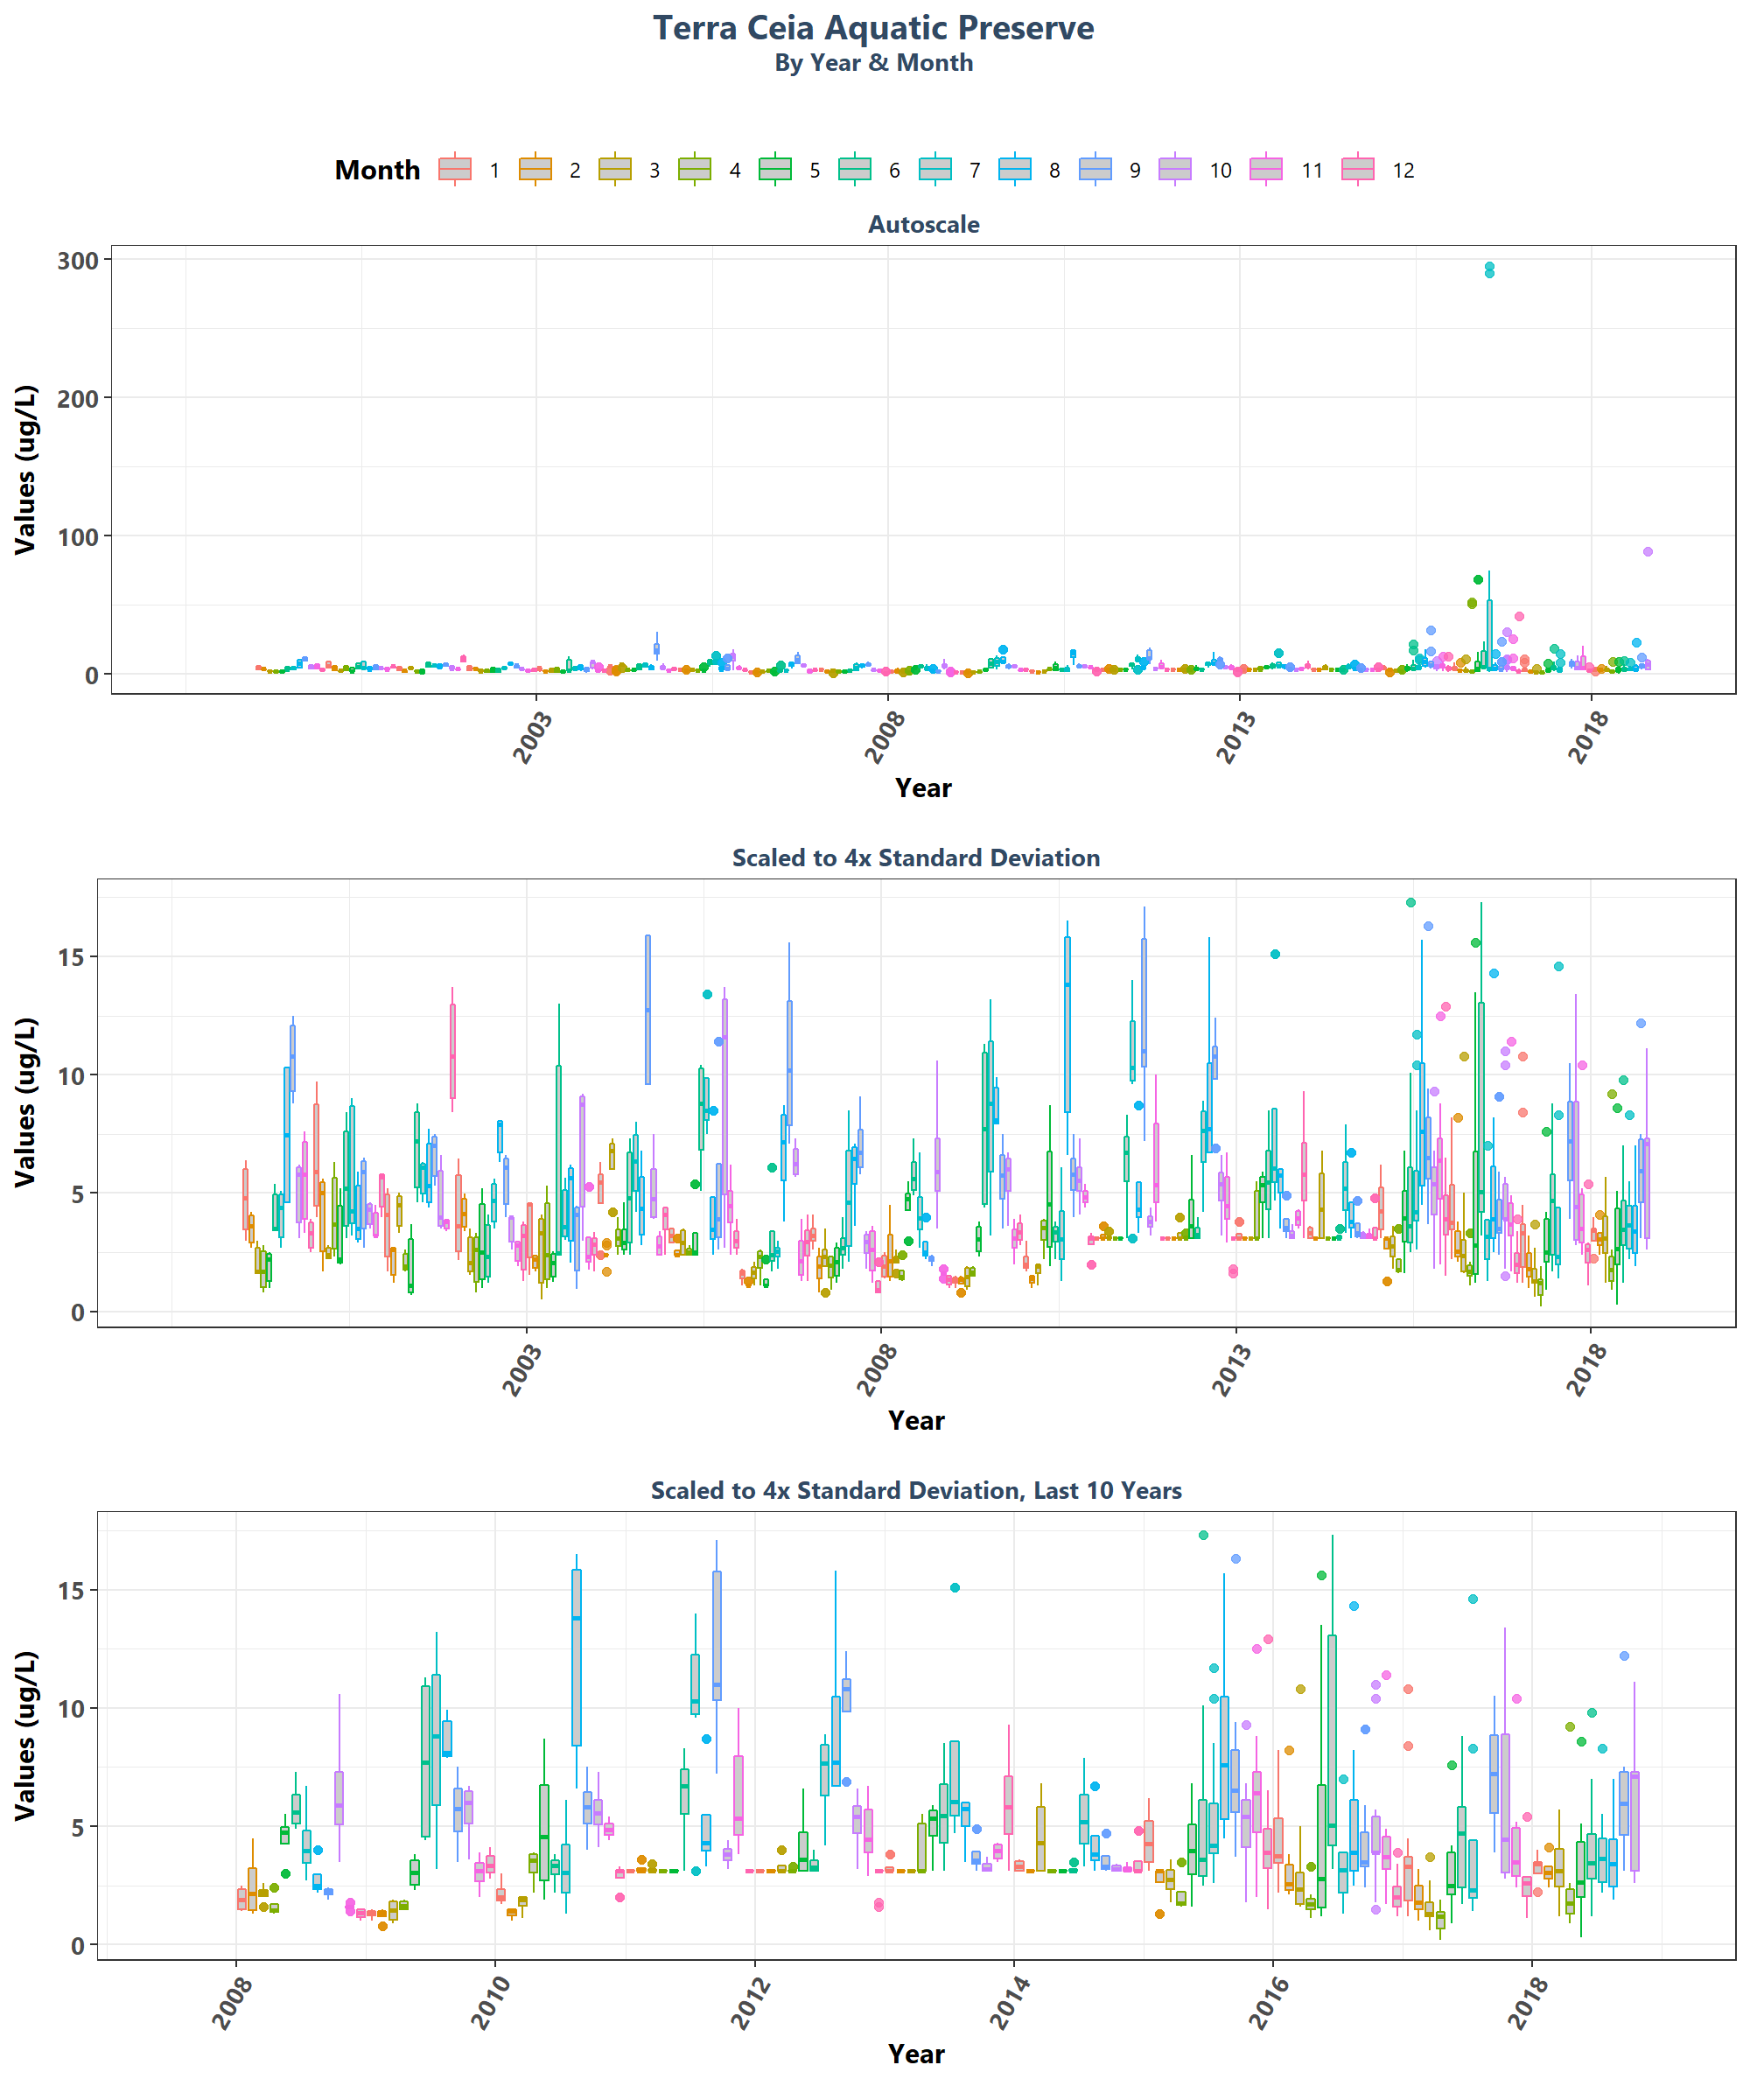 Terra Ceia Aquatic Preserve
By Year & Month
Month 1 2 3 4 5 6 7 8 9 10 11 12
Autoscale
Values (ug/L)
300
200
100
0
2003 2008 2013 2018
Year
Scaled to 4x Standard Deviation
Values (ug/L)
15
10
5
0
2003 2008 2013 2018
Year
Scaled to 4x Standard Deviation, Last 10 Years
Values (ug/L)
15
10
5
0
2008 2010 2012 2014 2016 2018
Year